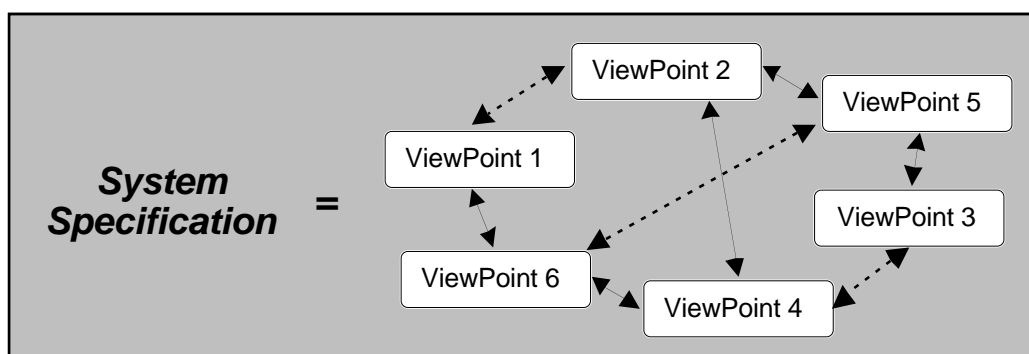 System
Specification
=
ViewPoint 2
ViewPoint 5
ViewPoint 1
ViewPoint 3
ViewPoint 6
ViewPoint 4